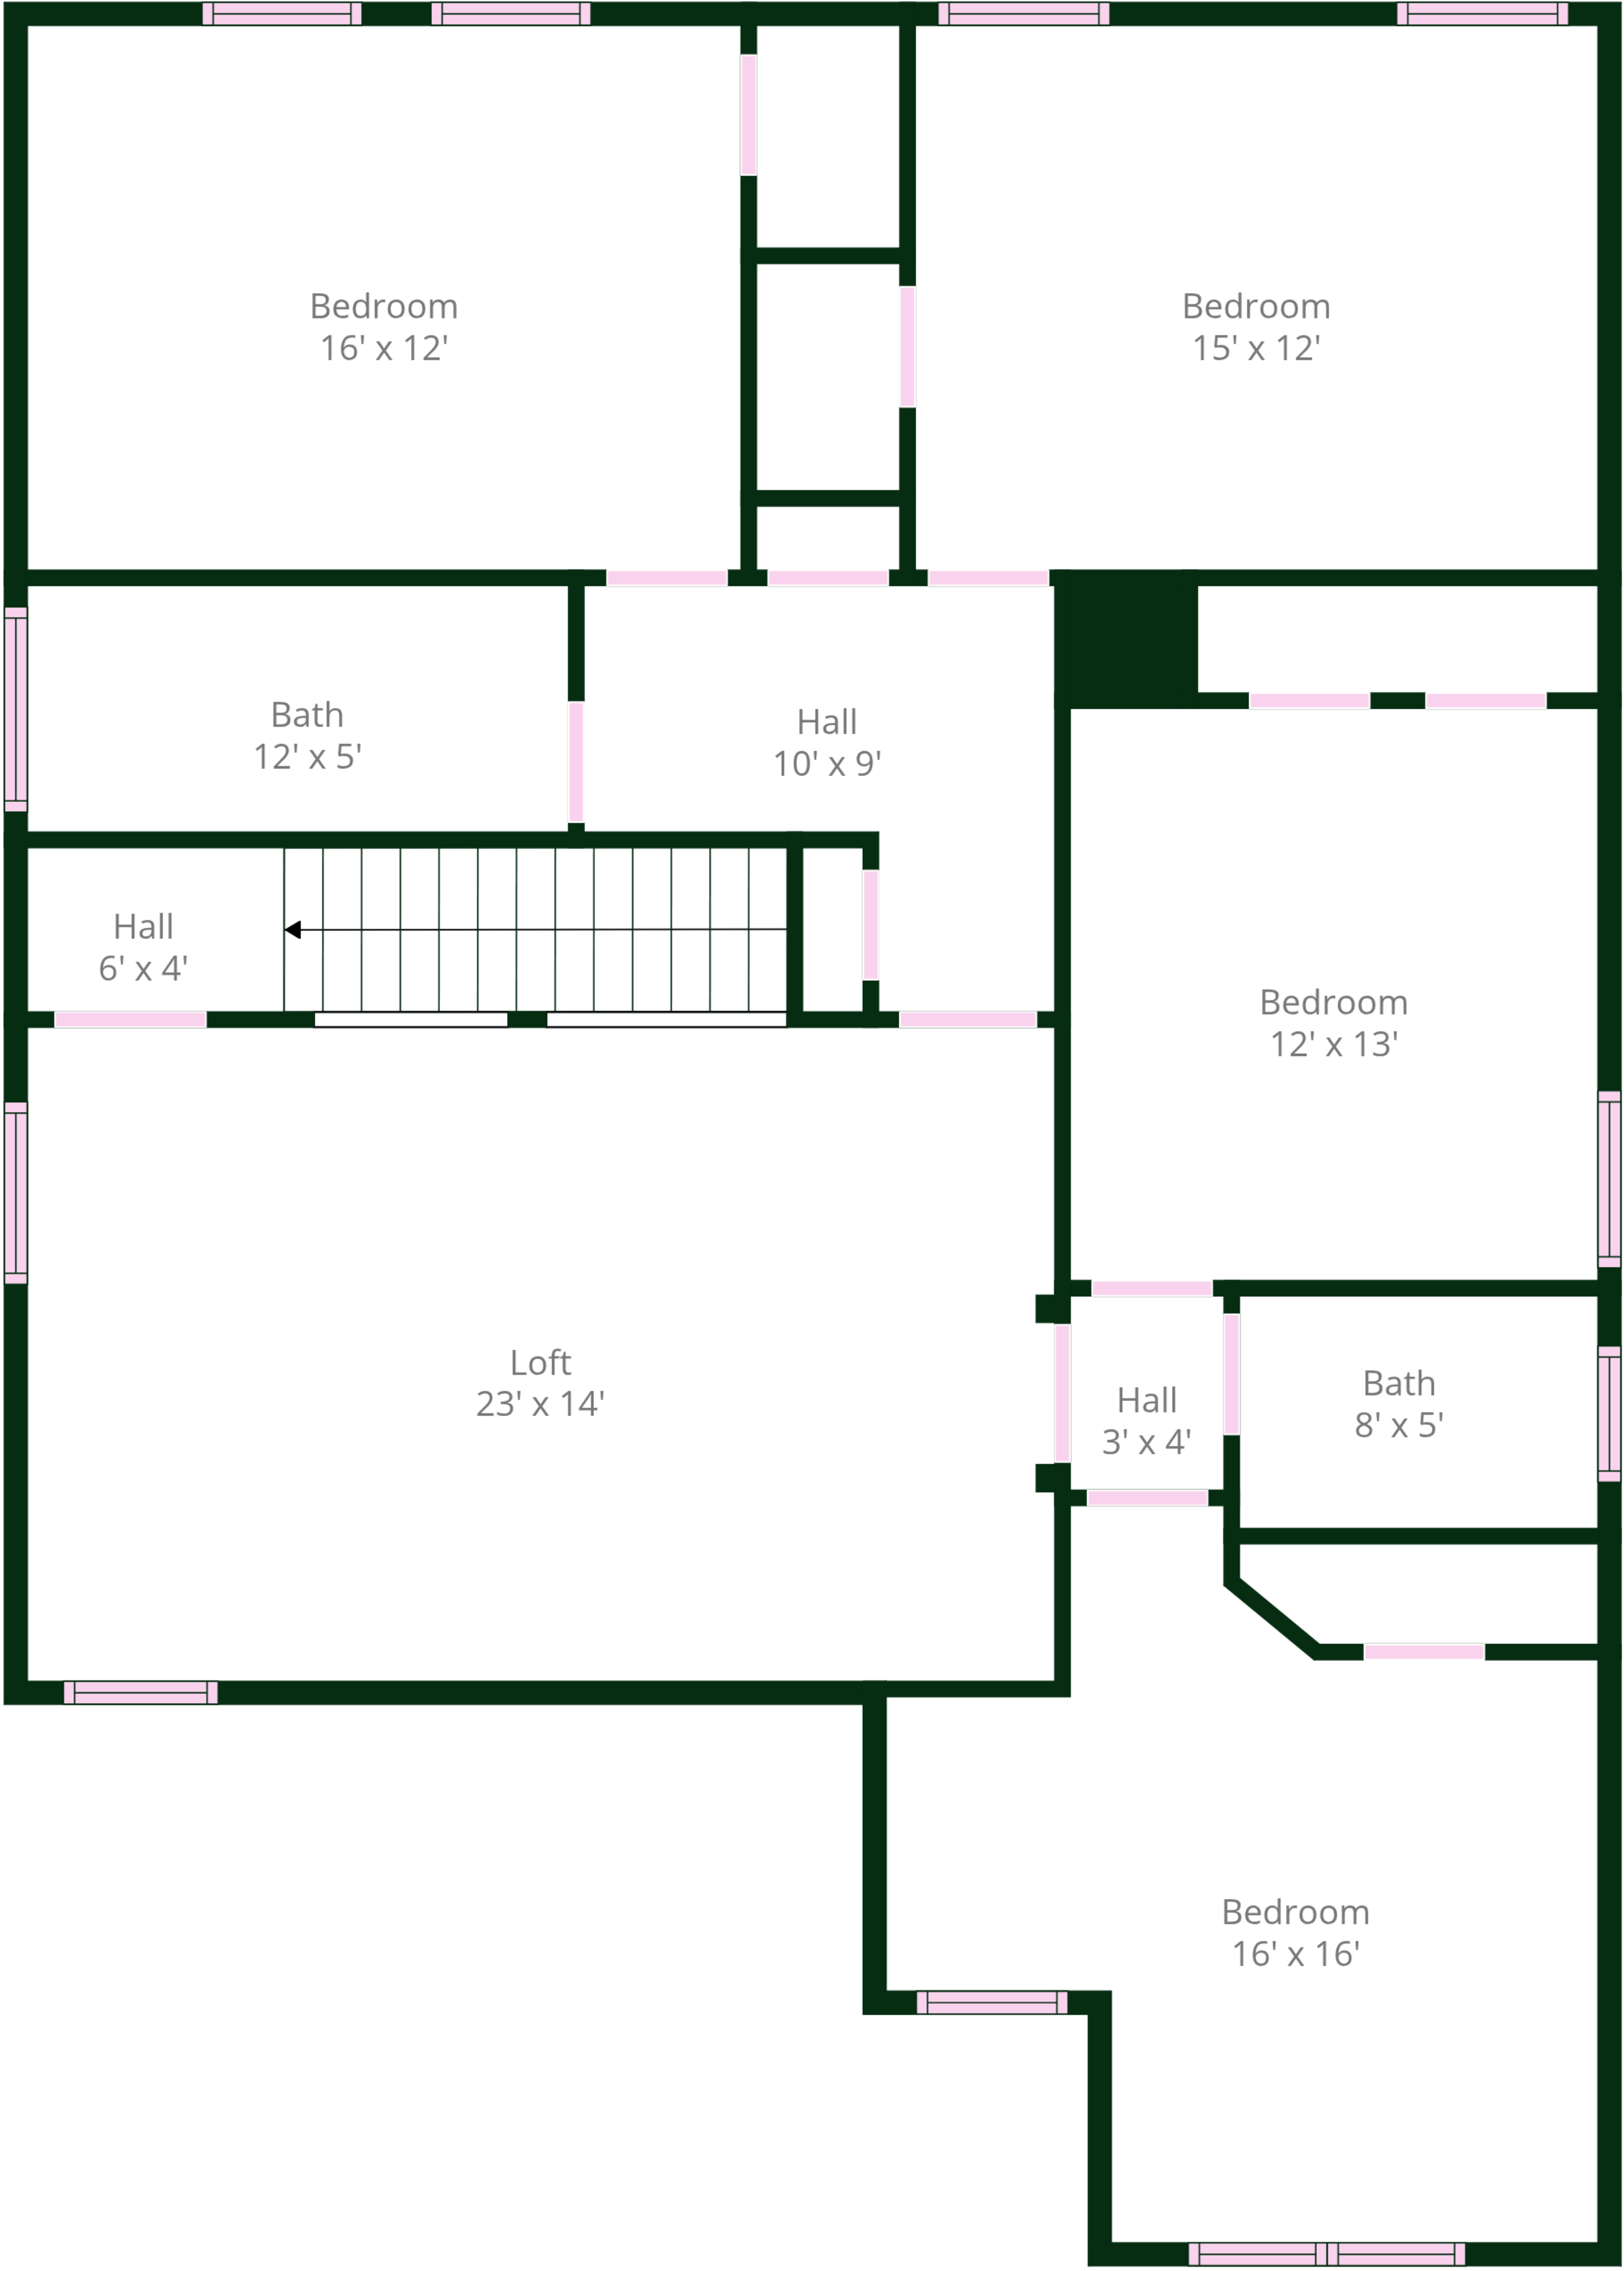 Bedroom
16' x 12'
Bedroom
15' x 12'
Bath
12' x 5'
Hall
10' x 9'
Hall
6' x 4'
Bedroom
12' x 13'
Loft
23' x 14'
Hall
3' x 4'
Bath
8' x 5'
Bedroom
16' x 16'